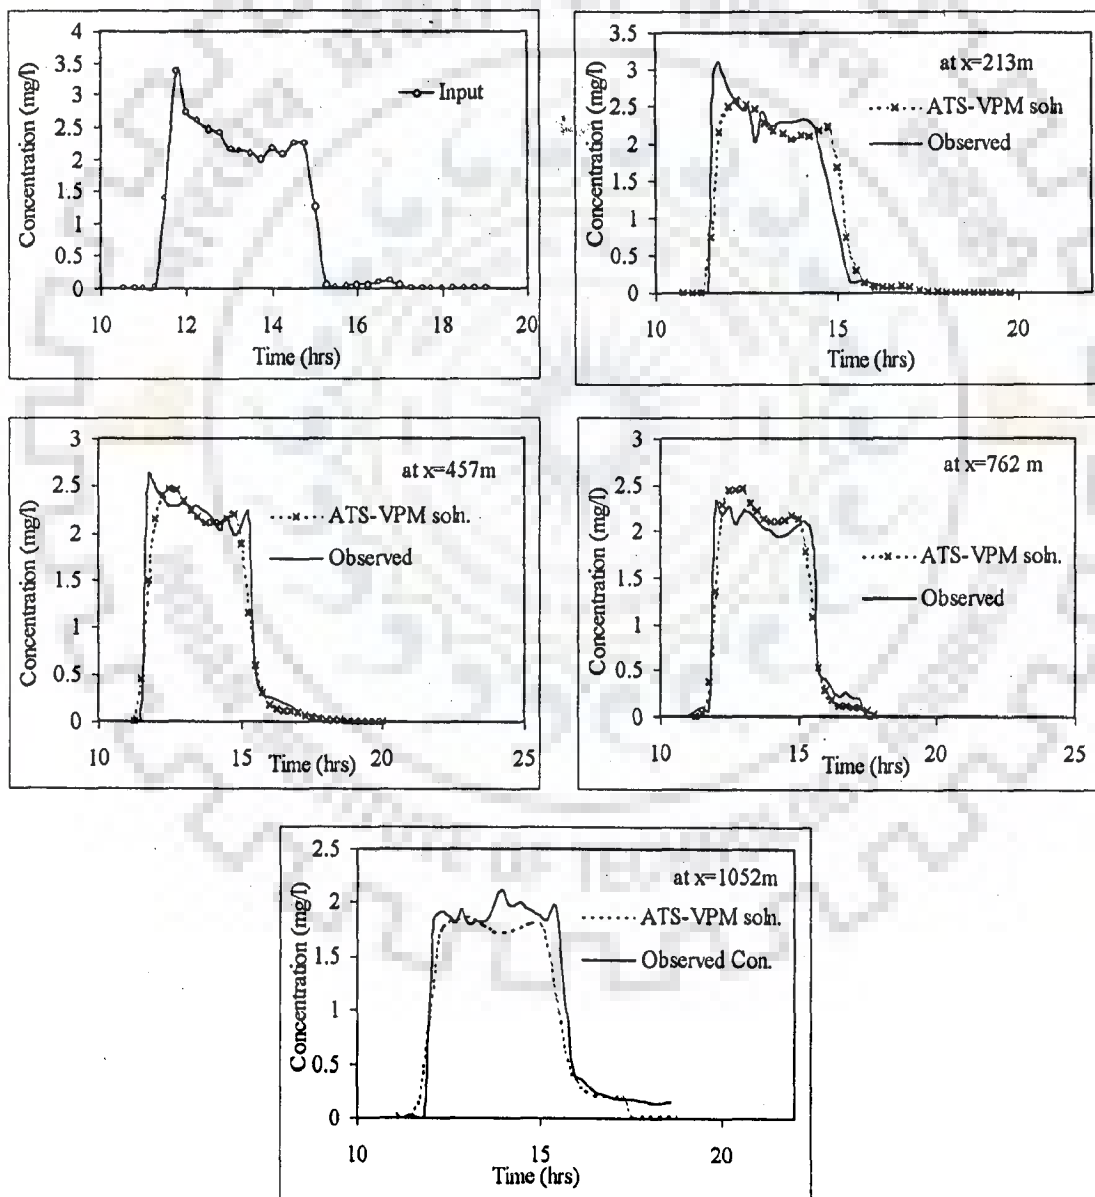 4
3.5
3
2.5
2
1.5
1
0.5
0
10 12 14 16 18 20
Concentration (mg/l)
Time (hrs)
Input
3.5
3
2.5
2
1.5
1
0.5
0
10 15 20
Concentration (mg/l)
Time (hrs)
at x=213m
ATS-VPM soln
Observed
3
2.5
2
1.5
1
0.5
0
10 15 20 25
Concentration (mg/l)
Time (hrs)
at x=457m
ATS-VPM soln.
Observed
3
2.5
2
1.5
1
0.5
0
10 15 20 25
Concentration (mg/l)
Time (hrs)
at x=762 m
ATS-VPM soln.
Observed
2.5
2
1.5
1
0.5
0
10 15 20
Concentration (mg/l)
Time (hrs)
at x=1052m
ATS-VPM soln.
Observed Con.